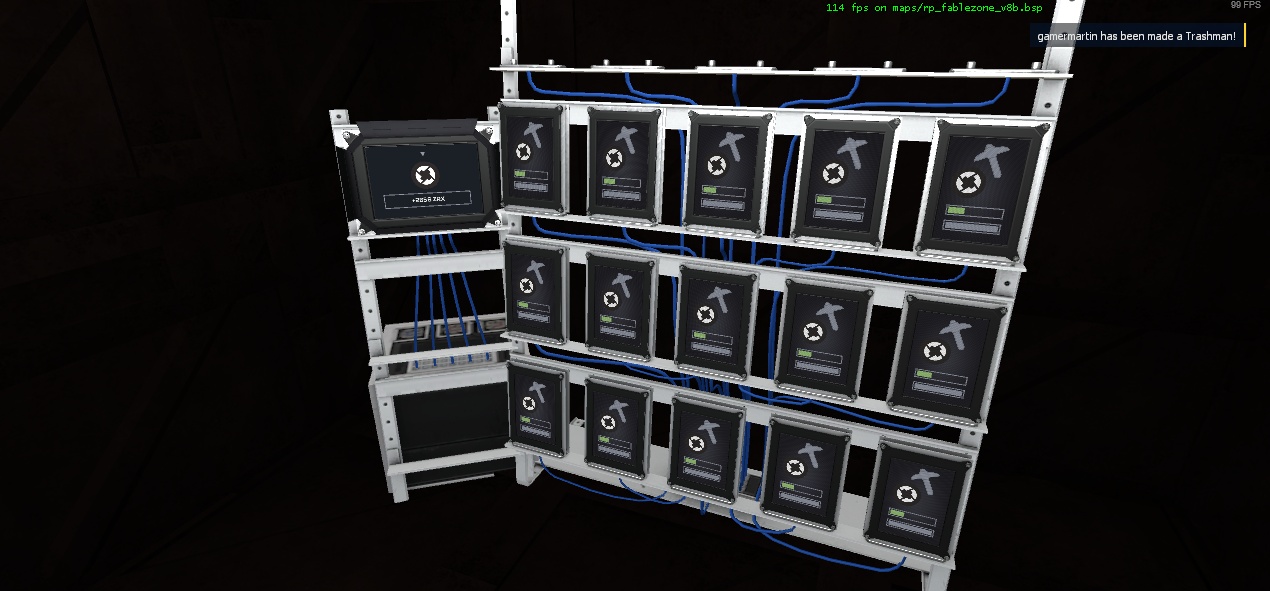 114 fps on maps/rp_fablezone_v8b.bsp
99 FPS
gamermartin has been made a Trashman!